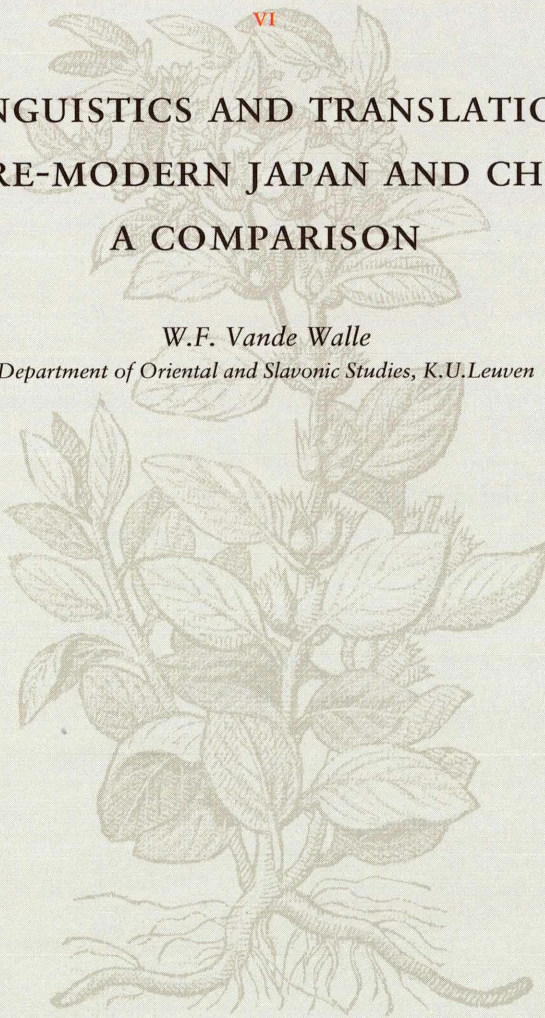 VI
NGUISTICS AND TRANSLATIO
RE-MODERN JAPAN AND CH
A COMPARISON
W.F. Vande Walle
Department of Oriental and Slavonic Studies, K.U.Leuven